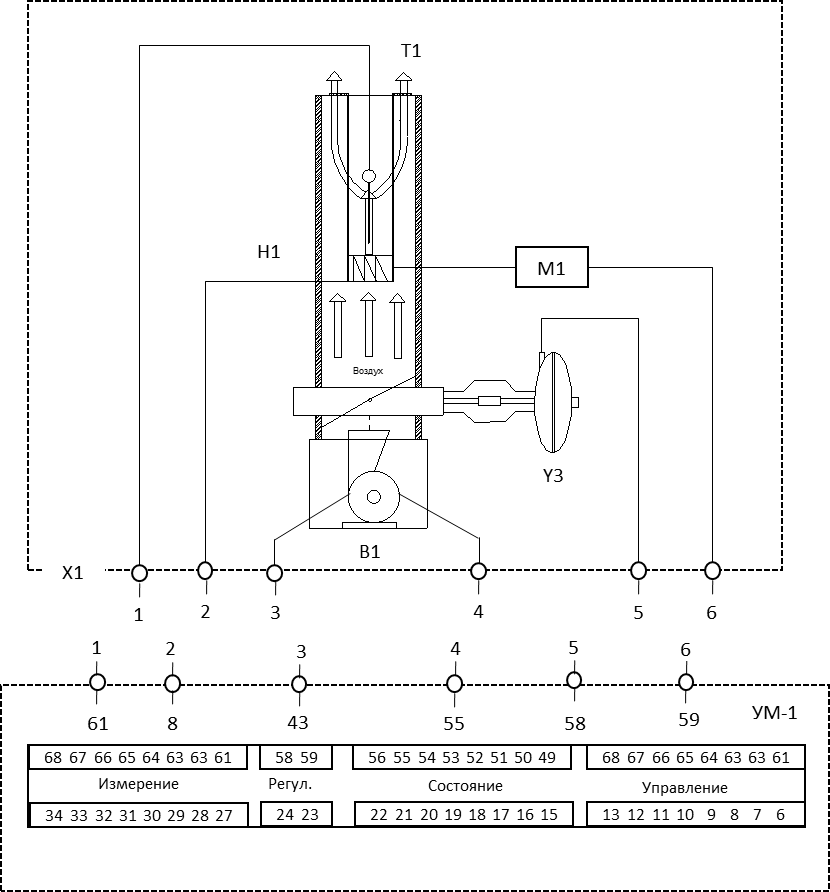 T1
H1
M1
Воздух
Y3
B1
X1
1 2 3 4 5 6
1 2 3 4 5 6
61 8 43 55 58 59
УМ-1
68 67 66 65 64 63 63 61 58 59 56 55 54 53 52 51 50 49 68 67 66 65 64 63 63 61
Измерение Регул. Состояние Управление
34 33 32 31 30 29 28 27 24 23 22 21 20 19 18 17 16 15 13 12 11 10 9 8 7 6